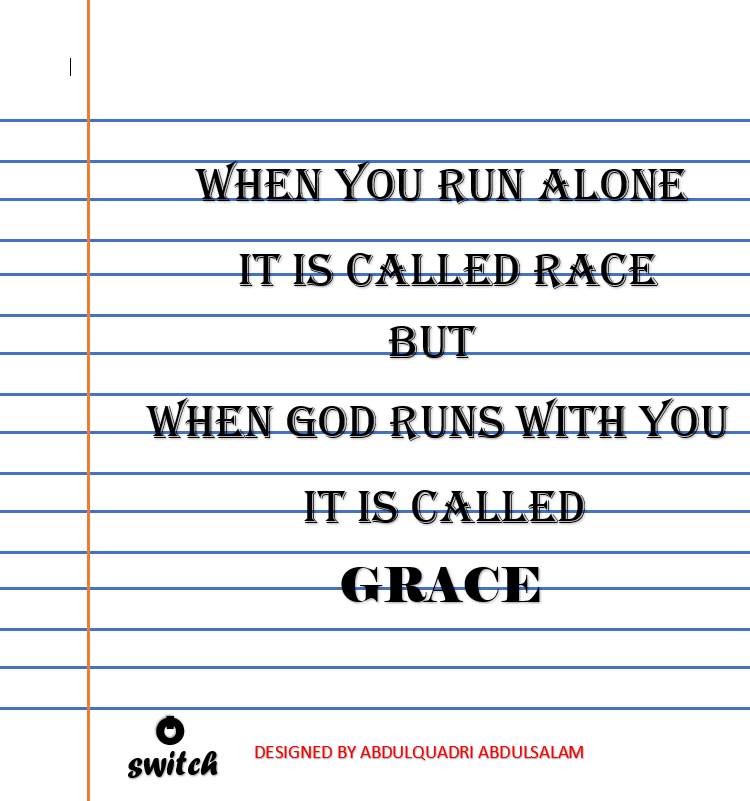 WHEN YOU RUN ALONE
IT IS CALLED RACE
BUT
WHEN GOD RUNS WITH YOU
IT IS CALLED
GRACE
switch
DESIGNED BY ABDULQUADRI ABDULSALAM